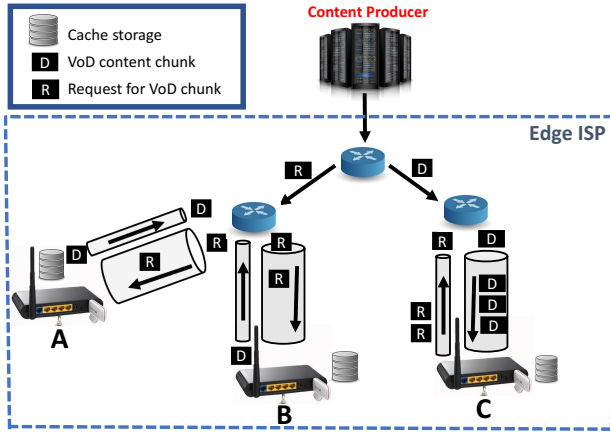 Content Producer
Cache storage
D VoD content chunk
R Request for VoD chunk
Edge ISP
R D
D
D R R R D
R R D
D
R D
R D
D
A B C